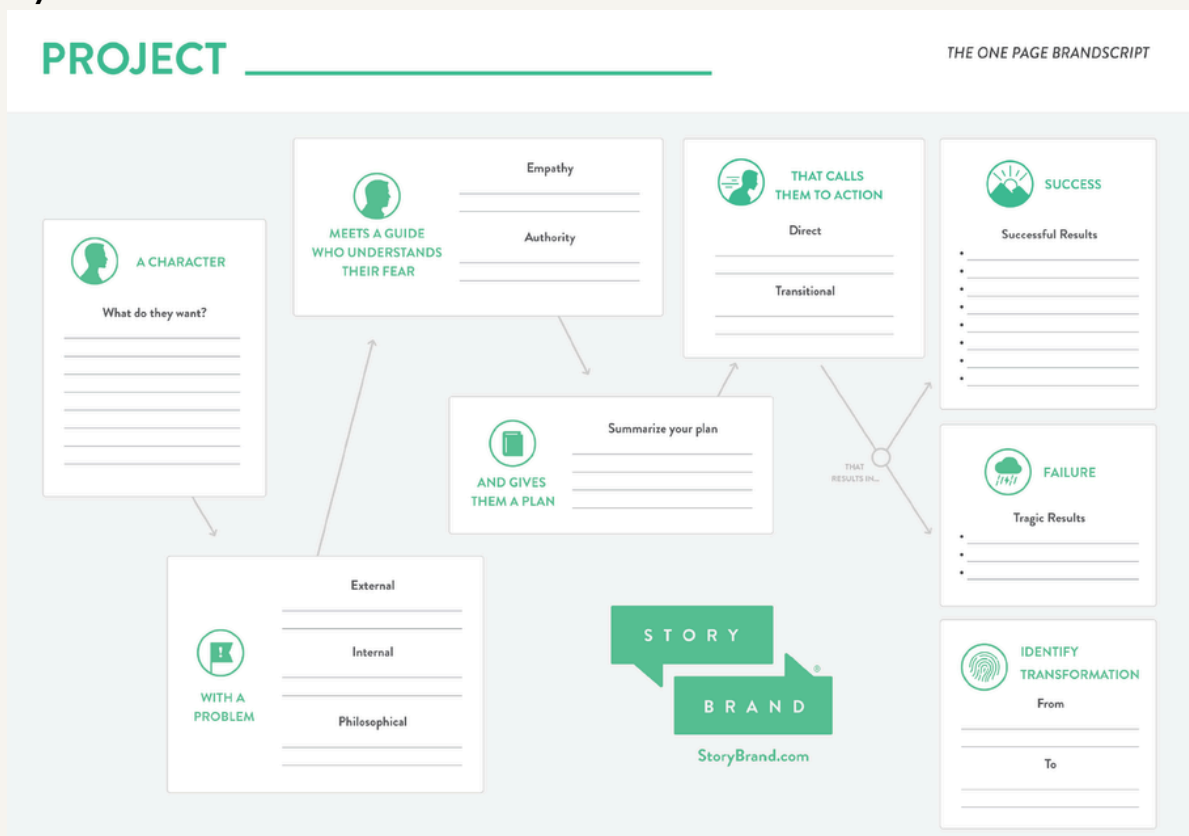 PROJECT
THE ONE PAGE BRANDSCRIPT
A CHARACTER
What do they want?
WITH A
PROBLEM
External
Internal
Philosophical
MEETS A GUIDE
WHO UNDERSTANDS
THEIR FEAR
Empathy
Authority
AND GIVES
THEM A PLAN
Summarize your plan
THAT CALLS
THEM TO ACTION
Direct
Transitional
THAT
RESULTS IN...
SUCCESS
Successful Results
FAILURE
Tragic Results
IDENTIFY
TRANSFORMATION
From
To
STORY
BRAND
®
StoryBrand.com